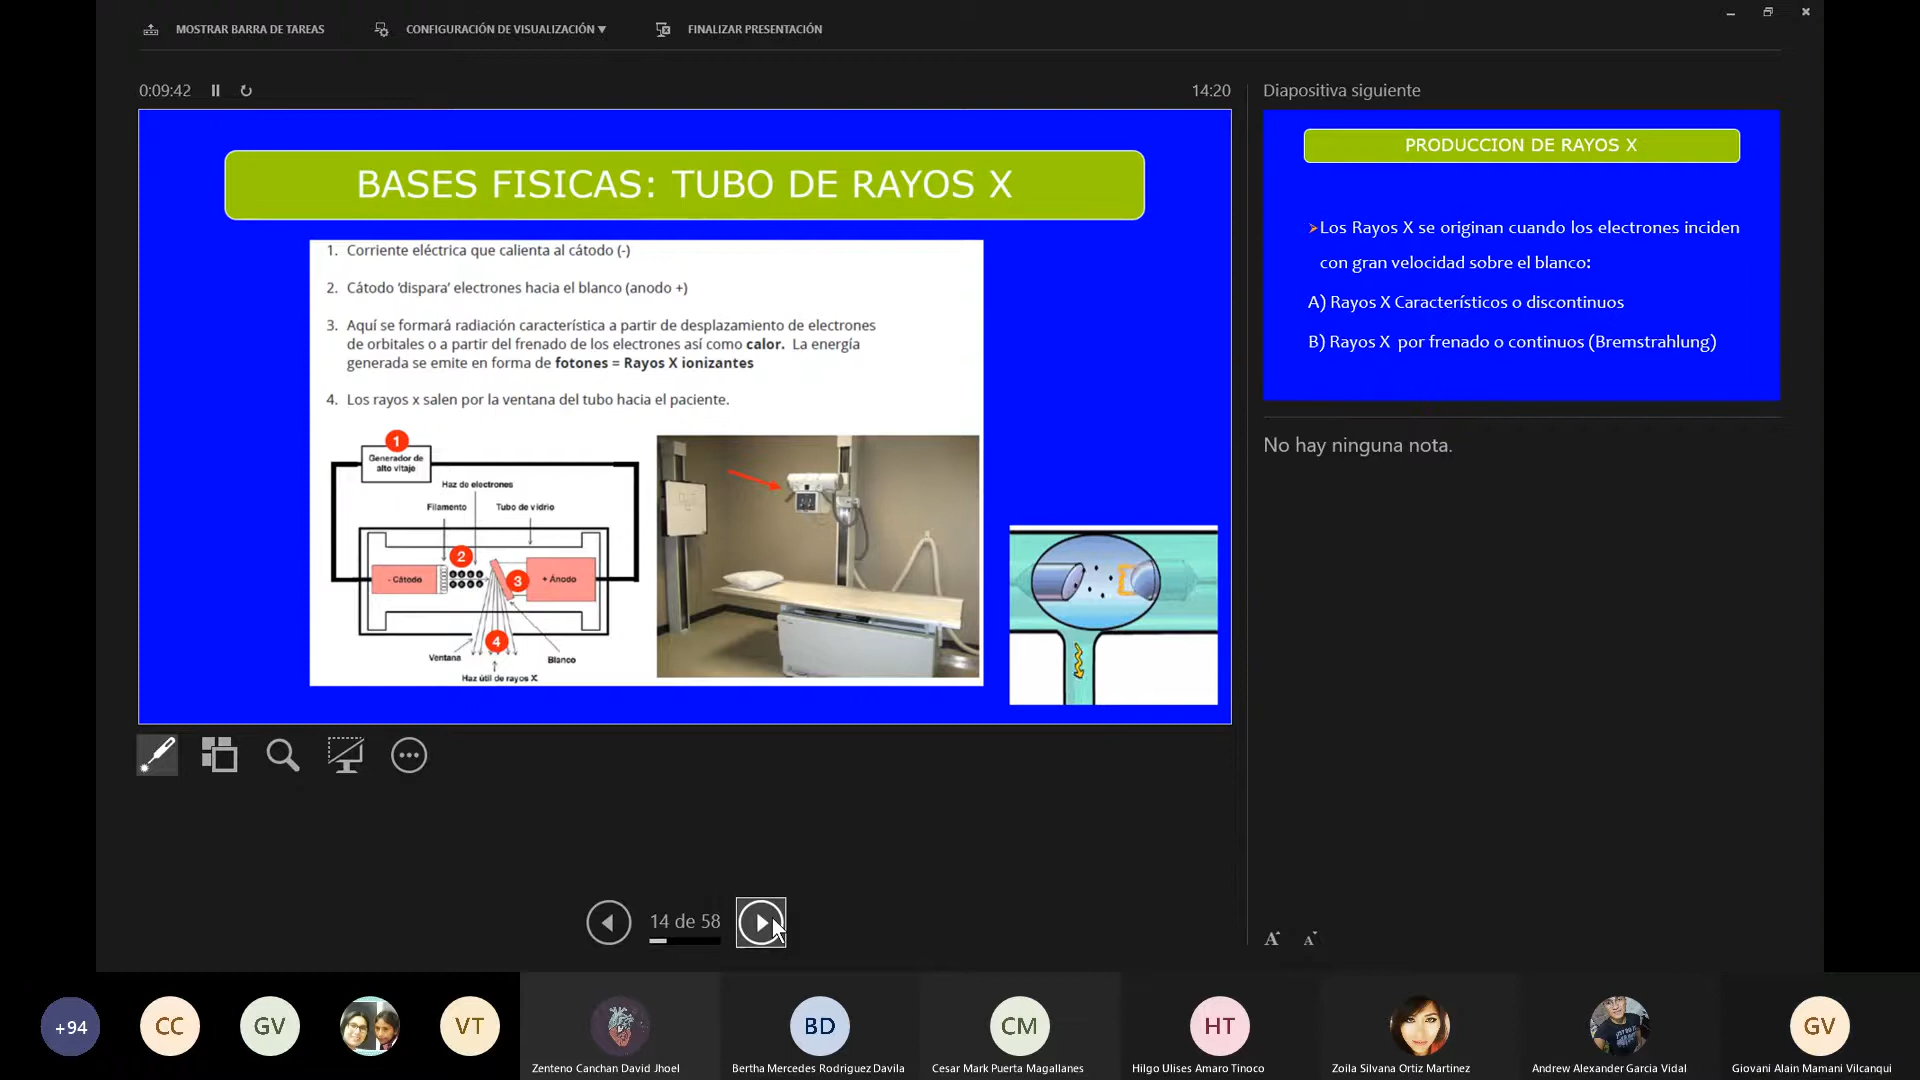 MOSTRAR BARRA DE TAREAS
CONFIGURACIÓN DE VISUALIZACIÓN ▼
FINALIZAR PRESENTACIÓN
0:09:42
14:20
Diapositiva siguiente
BASES FISICAS: TUBO DE RAYOS X
1. Corriente eléctrica que calienta al cátodo (-)
2. Cátodo ‘dispara’ electrones hacia el blanco (anodo +)
3. Aquí se formará radiación característica a partir de desplazamiento de electrones
de orbitales o a partir del frenado de los electrones así como calor. La energía
generada se emite en forma de fotones = Rayos X ionizantes
4. Los rayos x salen por la ventana del tubo hacia el paciente.
1
Generador de
alto vitaje
Haz de electrones
Filamento
Tubo de vidrio
2
3
- Cátodo
+ Ánodo
4
Ventana
Blanco
Haz útil de rayos X
PRODUCCION DE RAYOS X
➢Los Rayos X se originan cuando los electrones inciden
con gran velocidad sobre el blanco:
A) Rayos X Característicos o discontinuos
B) Rayos X por frenado o continuos (Bremstrahlung)
No hay ninguna nota.
14 de 58
A A
+94
CC
GV
VT
BD
CM
HT
GV
Zenteno Canchan David Jhoel
Bertha Mercedes Rodriguez Davila
Cesar Mark Puerta Magallanes
Hilgo Ulises Amaro Tinoco
Zoila Silvana Ortiz Martinez
Andrew Alexander Garcia Vidal
Giovani Alain Mamani Vilcanqui